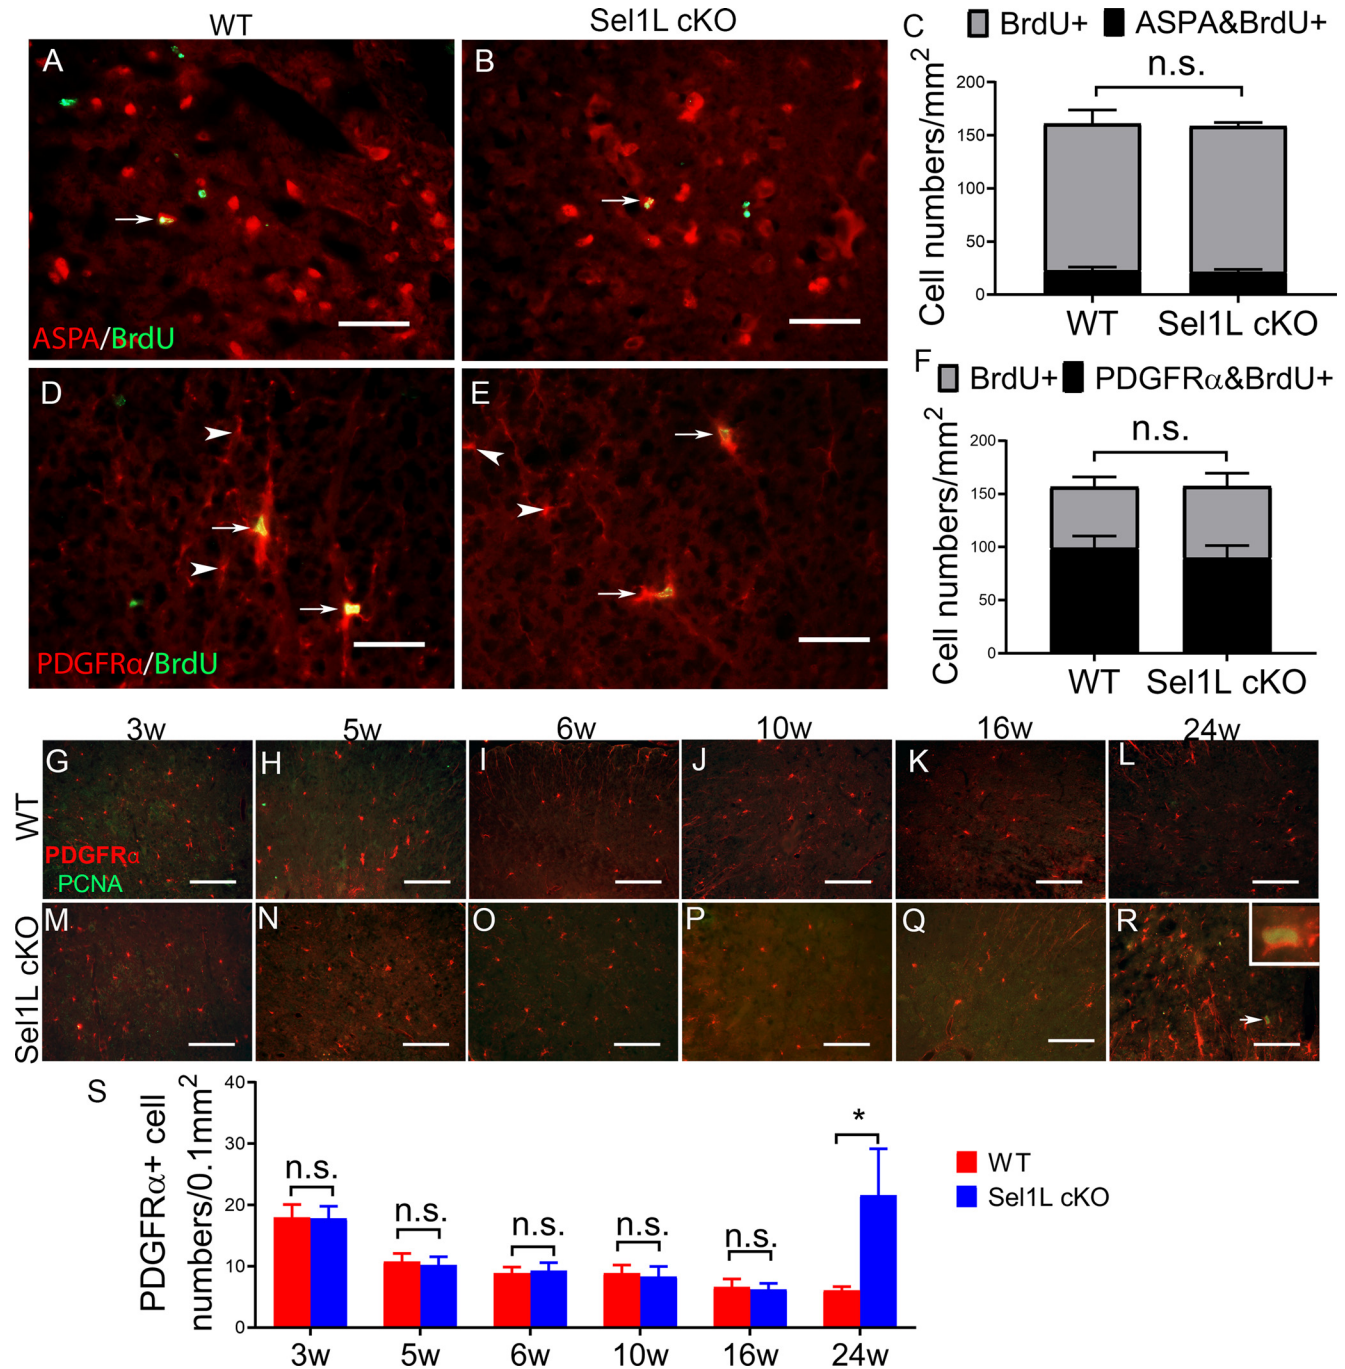 WT
Sel1L cKO
A
B
ASPA/BrdU
C
BrdU+ ASPA&BrdU+
Cell numbers/mm2
n.s.
200
150
100
50
0
WT
Sel1L cKO
D
E
PDGFRα/BrdU
F
BrdU+ PDGFRα&BrdU+
Cell numbers/mm2
n.s.
200
150
100
50
0
WT
Sel1L cKO
3w
5w
6w
10w
16w
24w
WT
G
H
I
J
K
L
PDGFRα
PCNA
Sel1L cKO
M
N
O
P
Q
R
S
PDGFRα+ cell
numbers/0.1mm2
40
30
20
10
0
n.s.
n.s.
n.s.
n.s.
n.s.
*
3w
5w
6w
10w
16w
24w
WT
Sel1L cKO